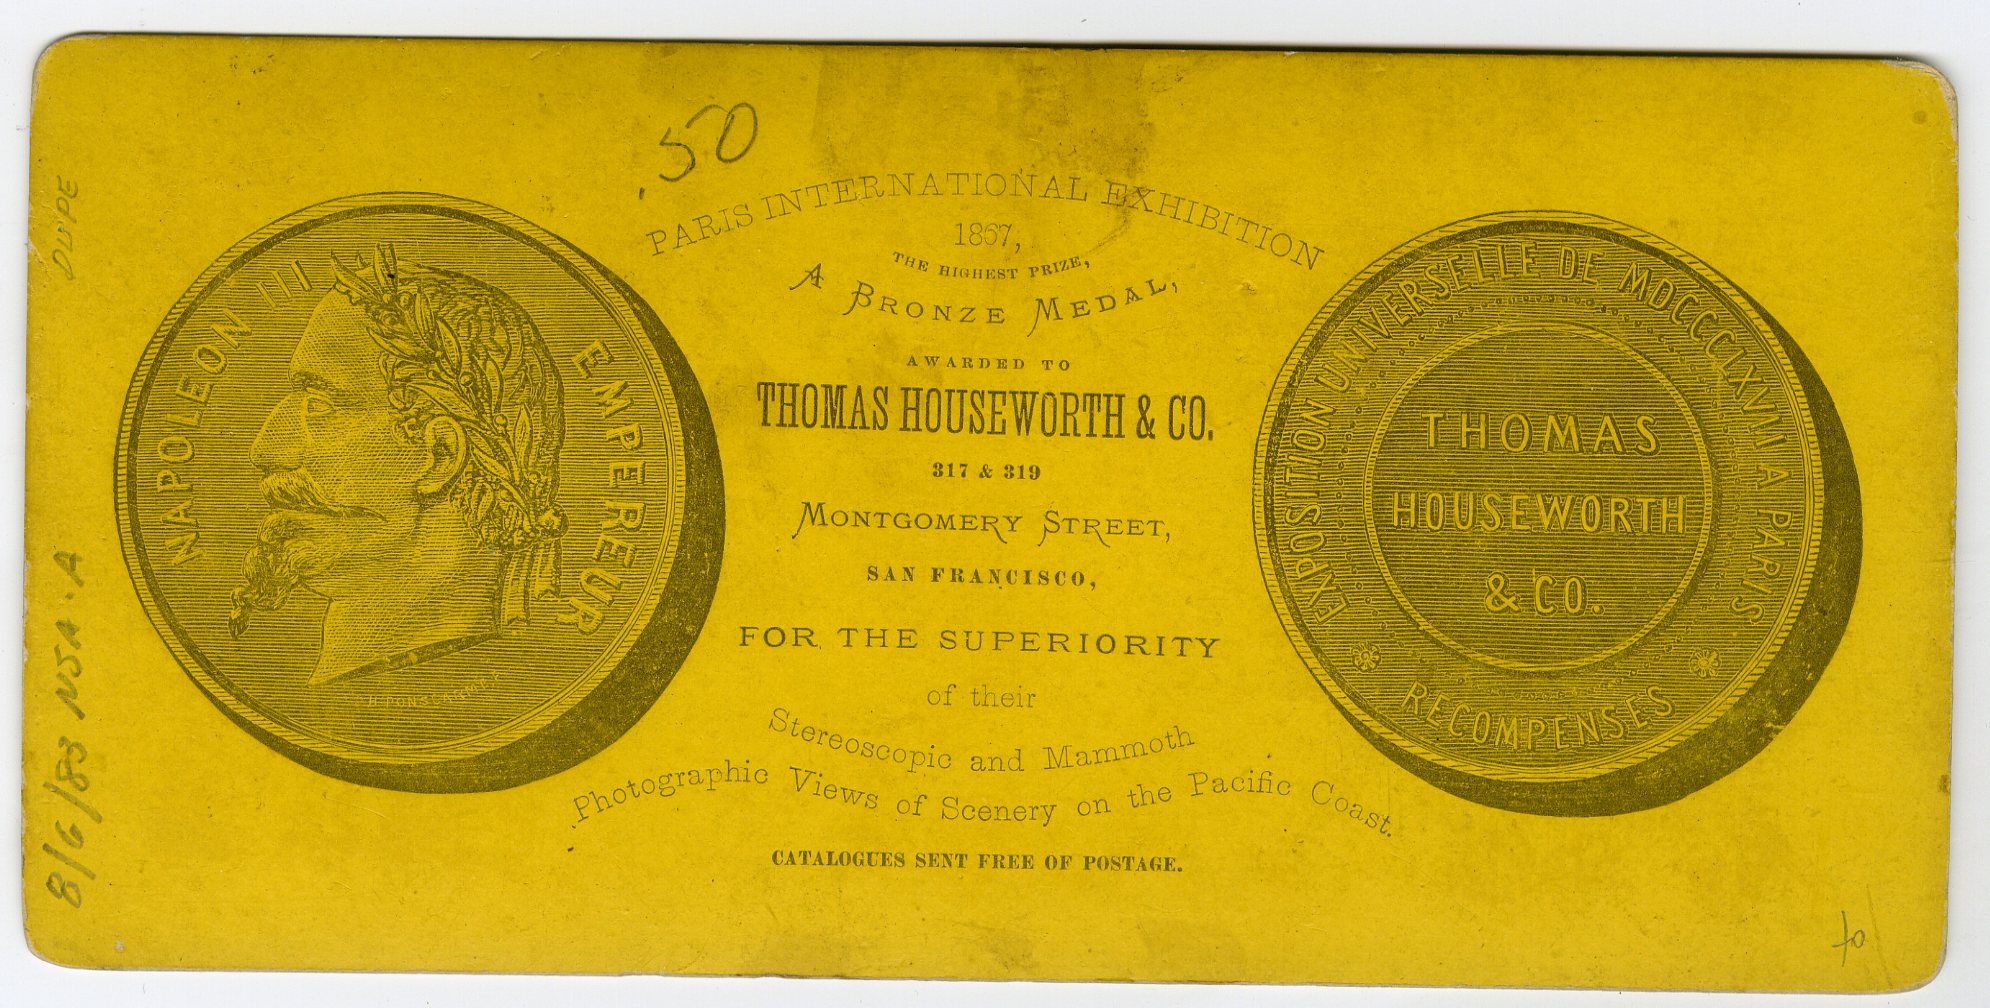 .50
DUPE
8/6/83 NSA-A
NAPOLEON III EMPEREUR
PARIS INTERNATIONAL EXHIBITION
1867,
THE HIGHEST PRIZE,
A BRONZE MEDAL,
AWARDED TO
THOMAS HOUSEWORTH & CO.
317 & 319
MONTGOMERY STREET,
SAN FRANCISCO,
FOR THE SUPERIORITY
of their
Stereoscopic and Mammoth
Photographic Views of Scenery on the Pacific Coast.
CATALOGUES SENT FREE OF POSTAGE.
EXPOSITION UNIVERSELLE DE MDCCCLXVII A PARIS
THOMAS
HOUSEWORTH
& CO.
RECOMPENSES